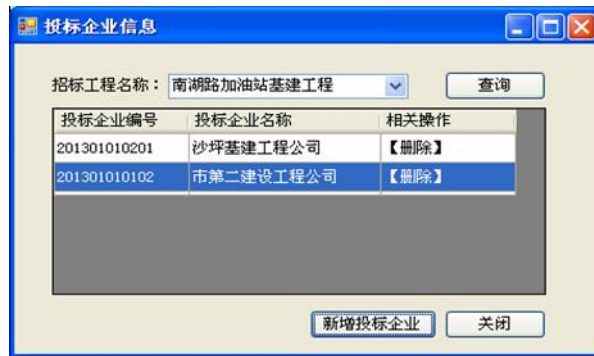 投标企业信息
招标工程名称： 南湖路加油站基建工程 查询
投标企业编号 投标企业名称 相关操作
201301010201 沙坪基建工程公司 【删除】
201301010102 市第二建设工程公司 【删除】
新增投标企业 关闭